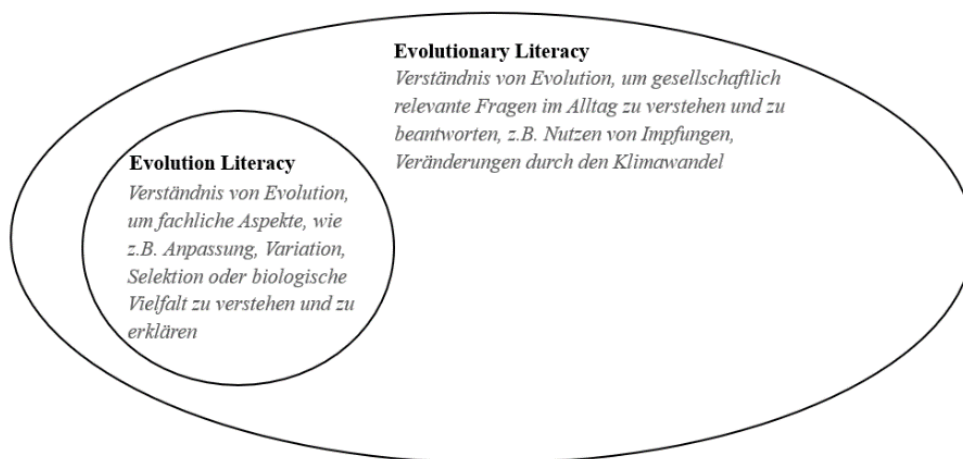 Evolutionary Literacy
Verständnis von Evolution, um gesellschaftlich
relevante Fragen im Alltag zu verstehen und zu
beantworten, z.B. Nutzen von Impfungen,
Veränderungen durch den Klimawandel
Evolution Literacy
Verständnis von Evolution,
um fachliche Aspekte, wie
z.B. Anpassung, Variation,
Selektion oder biologische
Vielfalt zu verstehen und zu
erklären